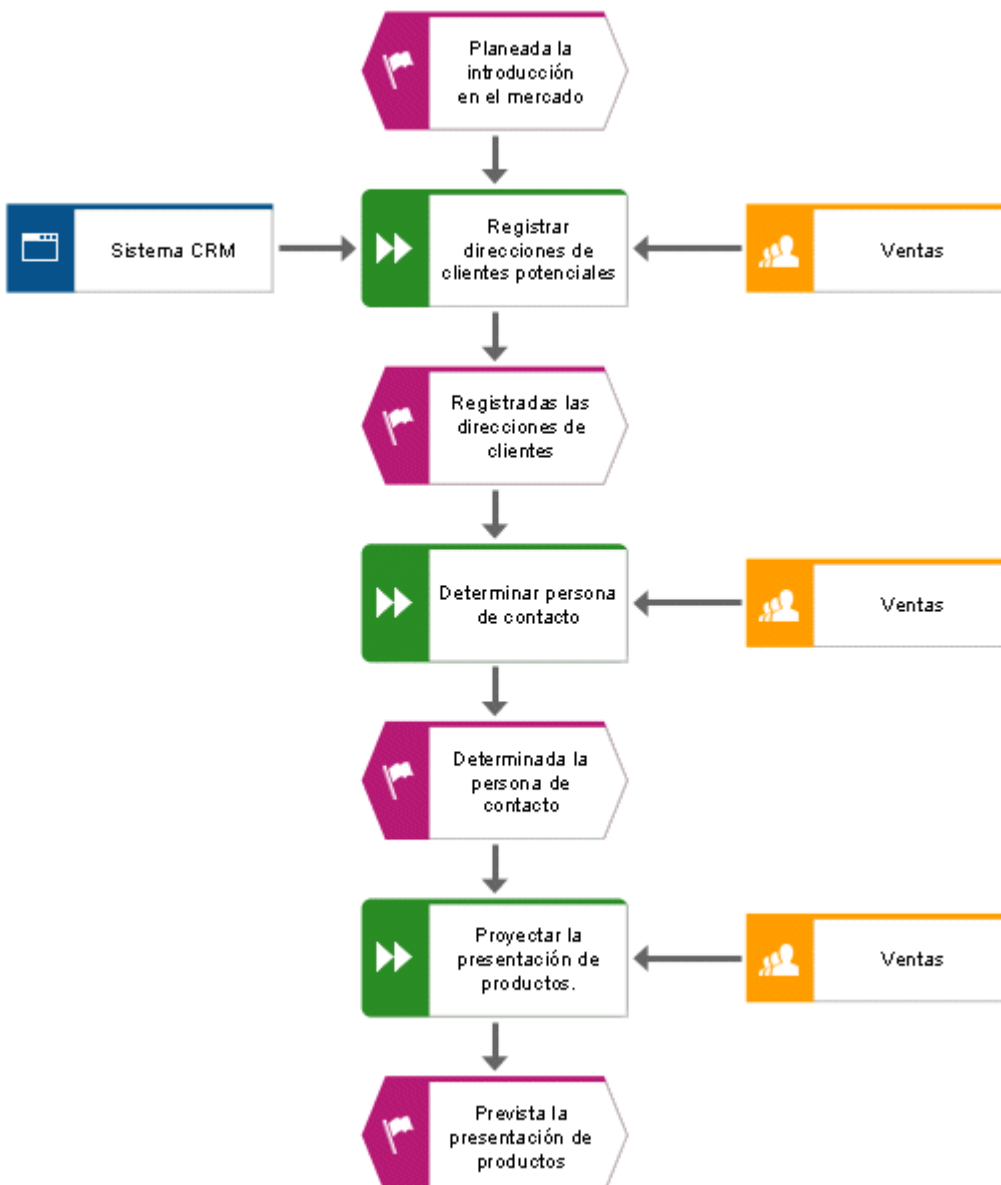 Planeada la
introducción
en el mercado
Sistema CRM
Registrar
direcciones de
clientes potenciales
Ventas
Registradas las
direcciones de
clientes
Determinar persona
de contacto
Ventas
Determinada la
persona de
contacto
Proyectar la
presentación de
productos.
Ventas
Prevista la
presentación de
productos